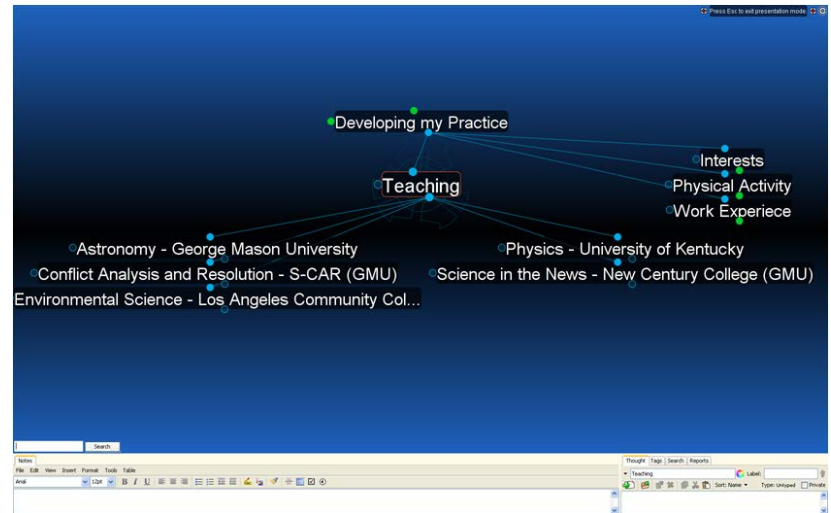 Press Esc to exit presentation mode
Developing my Practice
Interests
Teaching
Physical Activity
Work Experiece
Astronomy - George Mason University
Physics - University of Kentucky
Conflict Analysis and Resolution - S-CAR (GMU)
Science in the News - New Century College (GMU)
Environmental Science - Los Angeles Community Col...
Search
Notes
Thought Tags Search Reports
File Edit View Insert Format Tools Table
Teaching Label:
Arial 12pt B I U
Sort: Name Type: Untyped Private